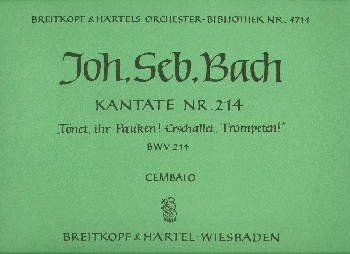 BREITKOPF & HÄRTELS ORCHESTER-BIBLIOTHEK NR. 4714
Joh. Seb. Bach
KANTATE NR. 214
„Tönet, ihr Pauken! Erschallet, Trompeten!"
BWV 214
CEMBALO
BREITKOPF & HÄRTEL · WIESBADEN